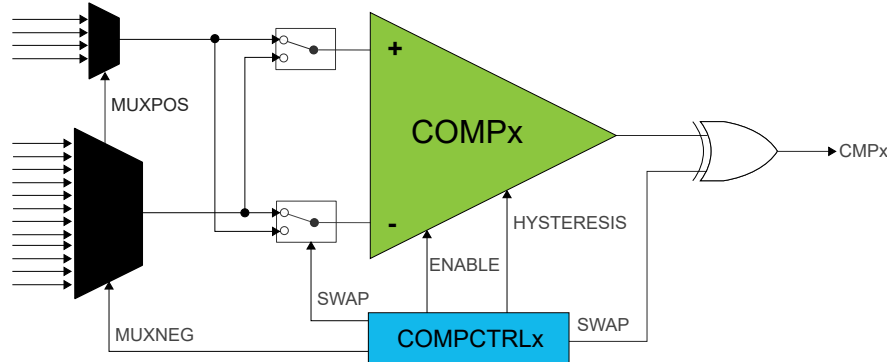 +
MUXPOS
COMPx
CMPx
-
HYSTERESIS
ENABLE
SWAP
SWAP
MUXNEG
COMPCTRLx